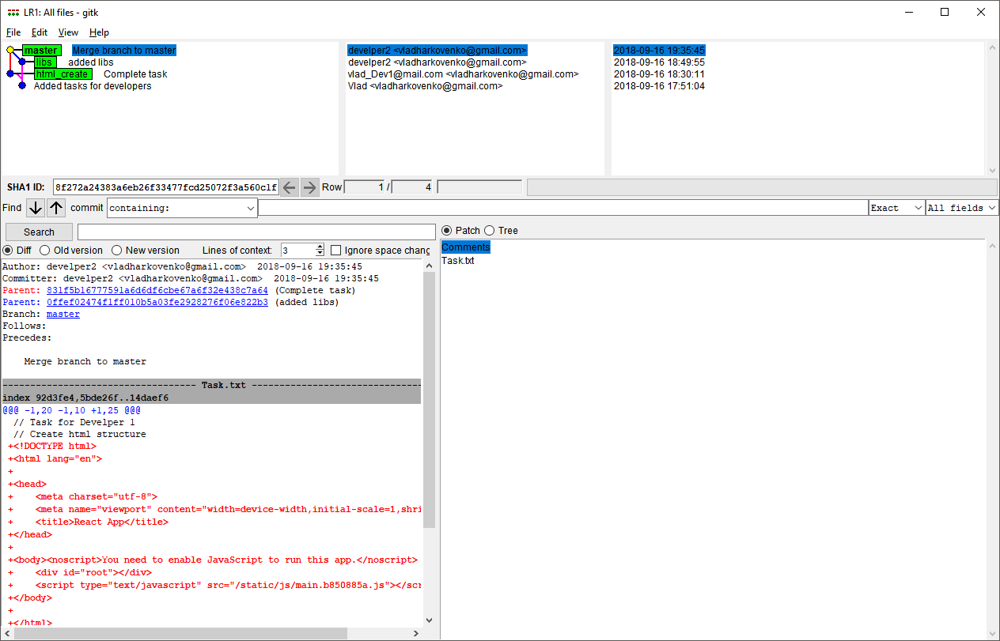 LR1: All files - gitk
File Edit View Help
master Merge branch to master develper2 <vladharkovenko@gmail.com> 2018-09-16 19:35:45
libs added libs develper2 <vladharkovenko@gmail.com> 2018-09-16 18:49:55
html_create Complete task vlad_Dev1@mail.com <vladharkovenko@gmail.com> 2018-09-16 18:30:11
Added tasks for developers Vlad <vladharkovenko@gmail.com> 2018-09-16 17:51:04
SHA1 ID: 8f272a24383a6eb26f33477fcd25072f3a560c1f Row 1 / 4
Find commit containing: Exact All fields
Search
Patch Tree
Diff Old version New version Lines of context: 3 Ignore space chang
Comments
Task.txt
Author: develper2 <vladharkovenko@gmail.com>  2018-09-16 19:35:45
Committer: develper2 <vladharkovenko@gmail.com>  2018-09-16 19:35:45
Parent: 831f5b16777591a6d6df6cbe67a6f32e438c7a64 (Complete task)
Parent: 0ffef02474f1ff010b5a03fe2928276f06e822b3 (added libs)
Branch: master
Follows:
Precedes:
Merge branch to master
----------------------------------- Task.txt -------------------------------
index 92d3fe4,5bde26f..14daef6
@@@ -1,20 -1,10 +1,25 @@@
// Task for Develper 1
// Create html structure
+<!DOCTYPE html>
+<html lang="en">
+
+<head>
+    <meta charset="utf-8">
+    <meta name="viewport" content="width=device-width,initial-scale=1,shri
+    <title>React App</title>
+</head>
+
+<body><noscript>You need to enable JavaScript to run this app.</noscript>
+    <div id="root"></div>
+    <script type="text/javascript" src="/static/js/main.b850885a.js"></scr
+</body>
+
+</html>